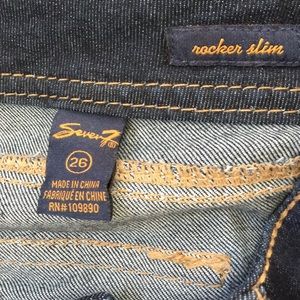 rocker slim
Seven7®
26
MADE IN CHINA
FABRIQUÉ EN CHINE
RN#109890